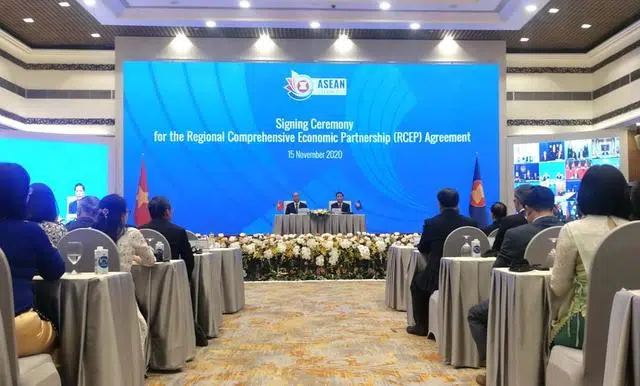 ASEAN
Signing Ceremony
for the Regional Comprehensive Economic Partnership (RCEP) Agreement
15 November 2020